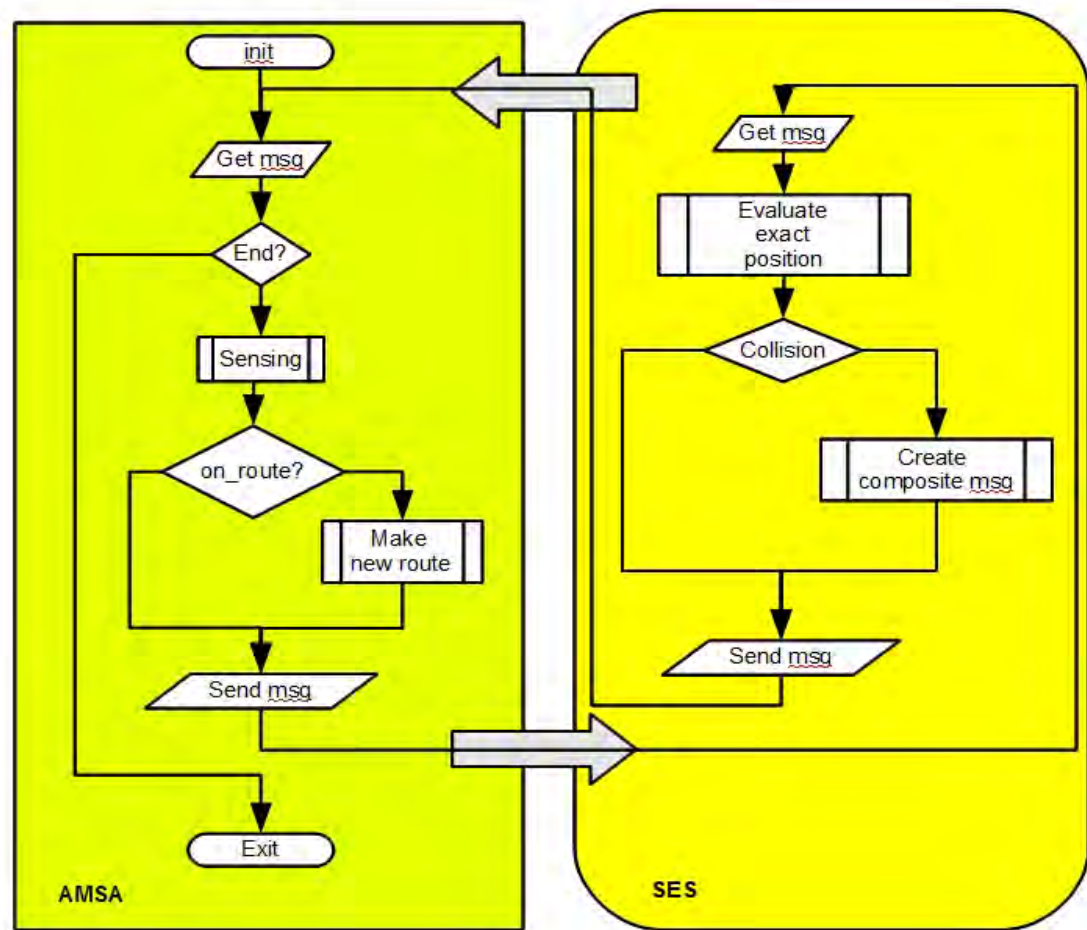 init
Get msg
End?
Sensing
on_route?
Make
new route
Send msg
Exit
AMSA
Get msg
Evaluate
exact
position
Collision
Create
composite msg
Send msg
SES